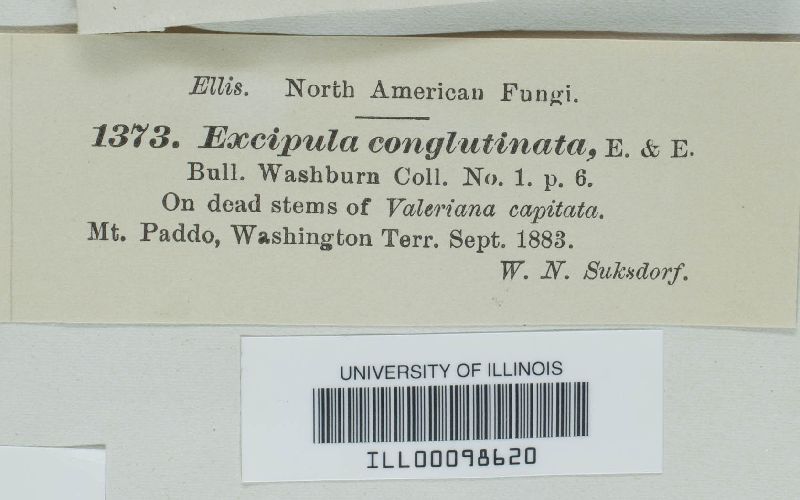 Ellis. North American Fungi.
1373. Excipula conglutinata, E. & E.
Bull. Washburn Coll. No. 1. p. 6.
On dead stems of Valeriana capitata.
Mt. Paddo, Washington Terr. Sept. 1883.
W. N. Suksdorf.
UNIVERSITY OF ILLINOIS
ILL00098620